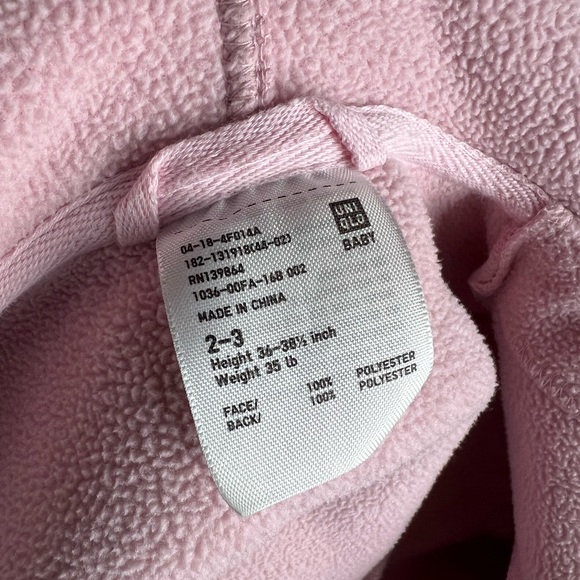 04-18-4F014A
182-131918(44-02)
RN139864
1036-00FA-16B 002
MADE IN CHINA
UNI
QLO
BABY
2-3
Height 36-38½ inch
Weight 35 lb
FACE/ 100% POLYESTER
BACK/ 100% POLYESTER